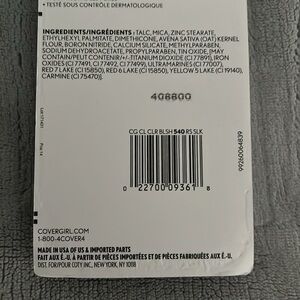 • TESTÉ SOUS CONTRÔLE DERMATOLOGIQUE
INGREDIENTS/INGRÉDIENTS : TALC, MICA, ZINC STEARATE,
ETHYLHEXYL PALMITATE, DIMETHICONE, AVENA SATIVA (OAT) KERNEL
FLOUR, BORON NITRIDE, CALCIUM SILICATE, METHYLPARABEN,
SODIUM DEHYDROACETATE, PROPYLPARABEN, TIN OXIDE, [MAY
CONTAIN/PEUT CONTENIR/+/-:TITANIUM DIOXIDE (CI 77891), IRON
OXIDES (CI 77491, CI 77492, CI 77499), ULTRAMARINES (CI 77007),
RED 7 LAKE (CI 15850), RED 6 LAKE (CI 15850), YELLOW 5 LAKE (CI 19140),
CARMINE (CI 75470)].
408800
CG CL CLR BLSH 540 RS SLK
0 22700 09361 8
99260064839
COVERGIRL.COM
1-800-4COVER4
MADE IN USA OF US & IMPORTED PARTS
FAIT AUX É.-U. À PARTIR DE PIÈCES IMPORTÉES ET DE PIÈCES FABRIQUÉES AUX É.-U.
DIST. FOR/POUR COTY INC., NEW YORK, NY 10118